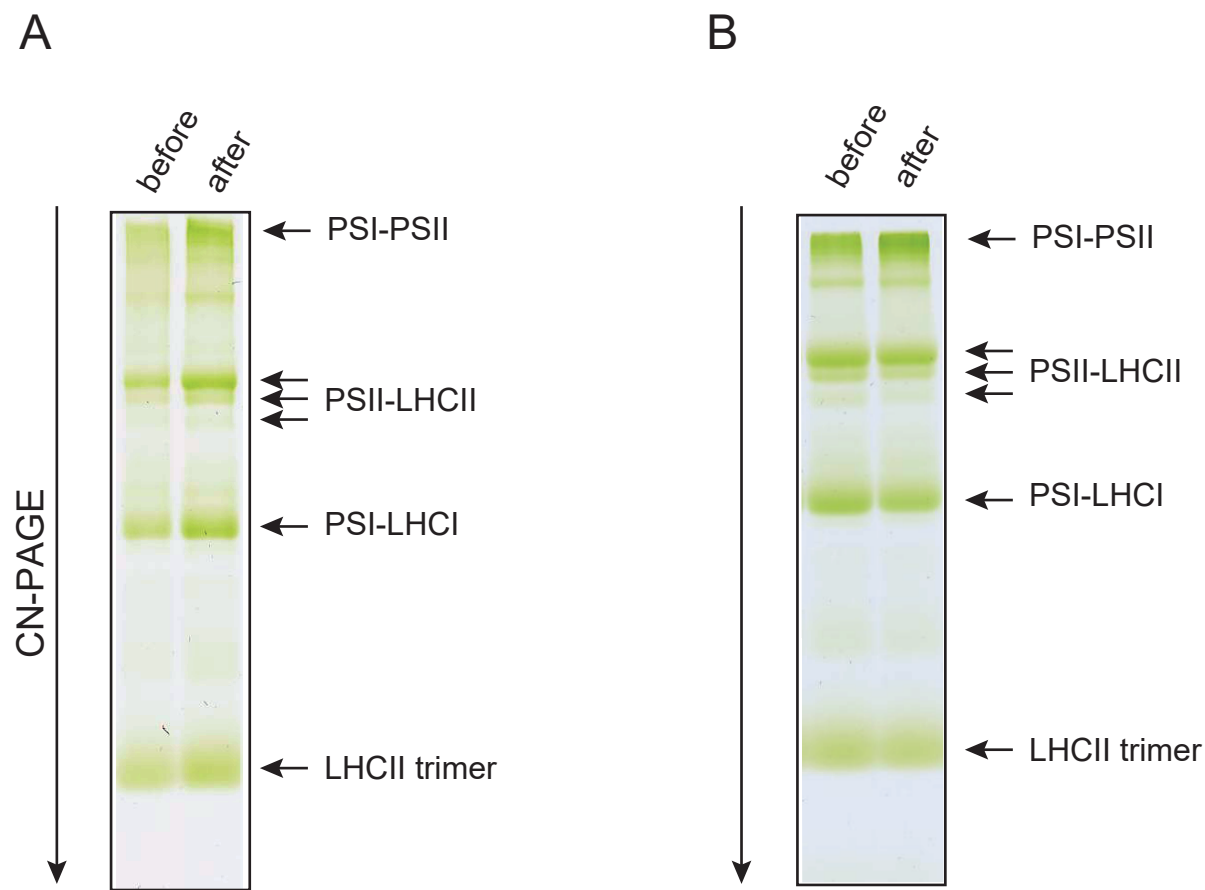 A
before
after
PSI-PSII
PSII-LHCII
PSI-LHCI
LHCII trimer
CN-PAGE
B
before
after
PSI-PSII
PSII-LHCII
PSI-LHCI
LHCII trimer